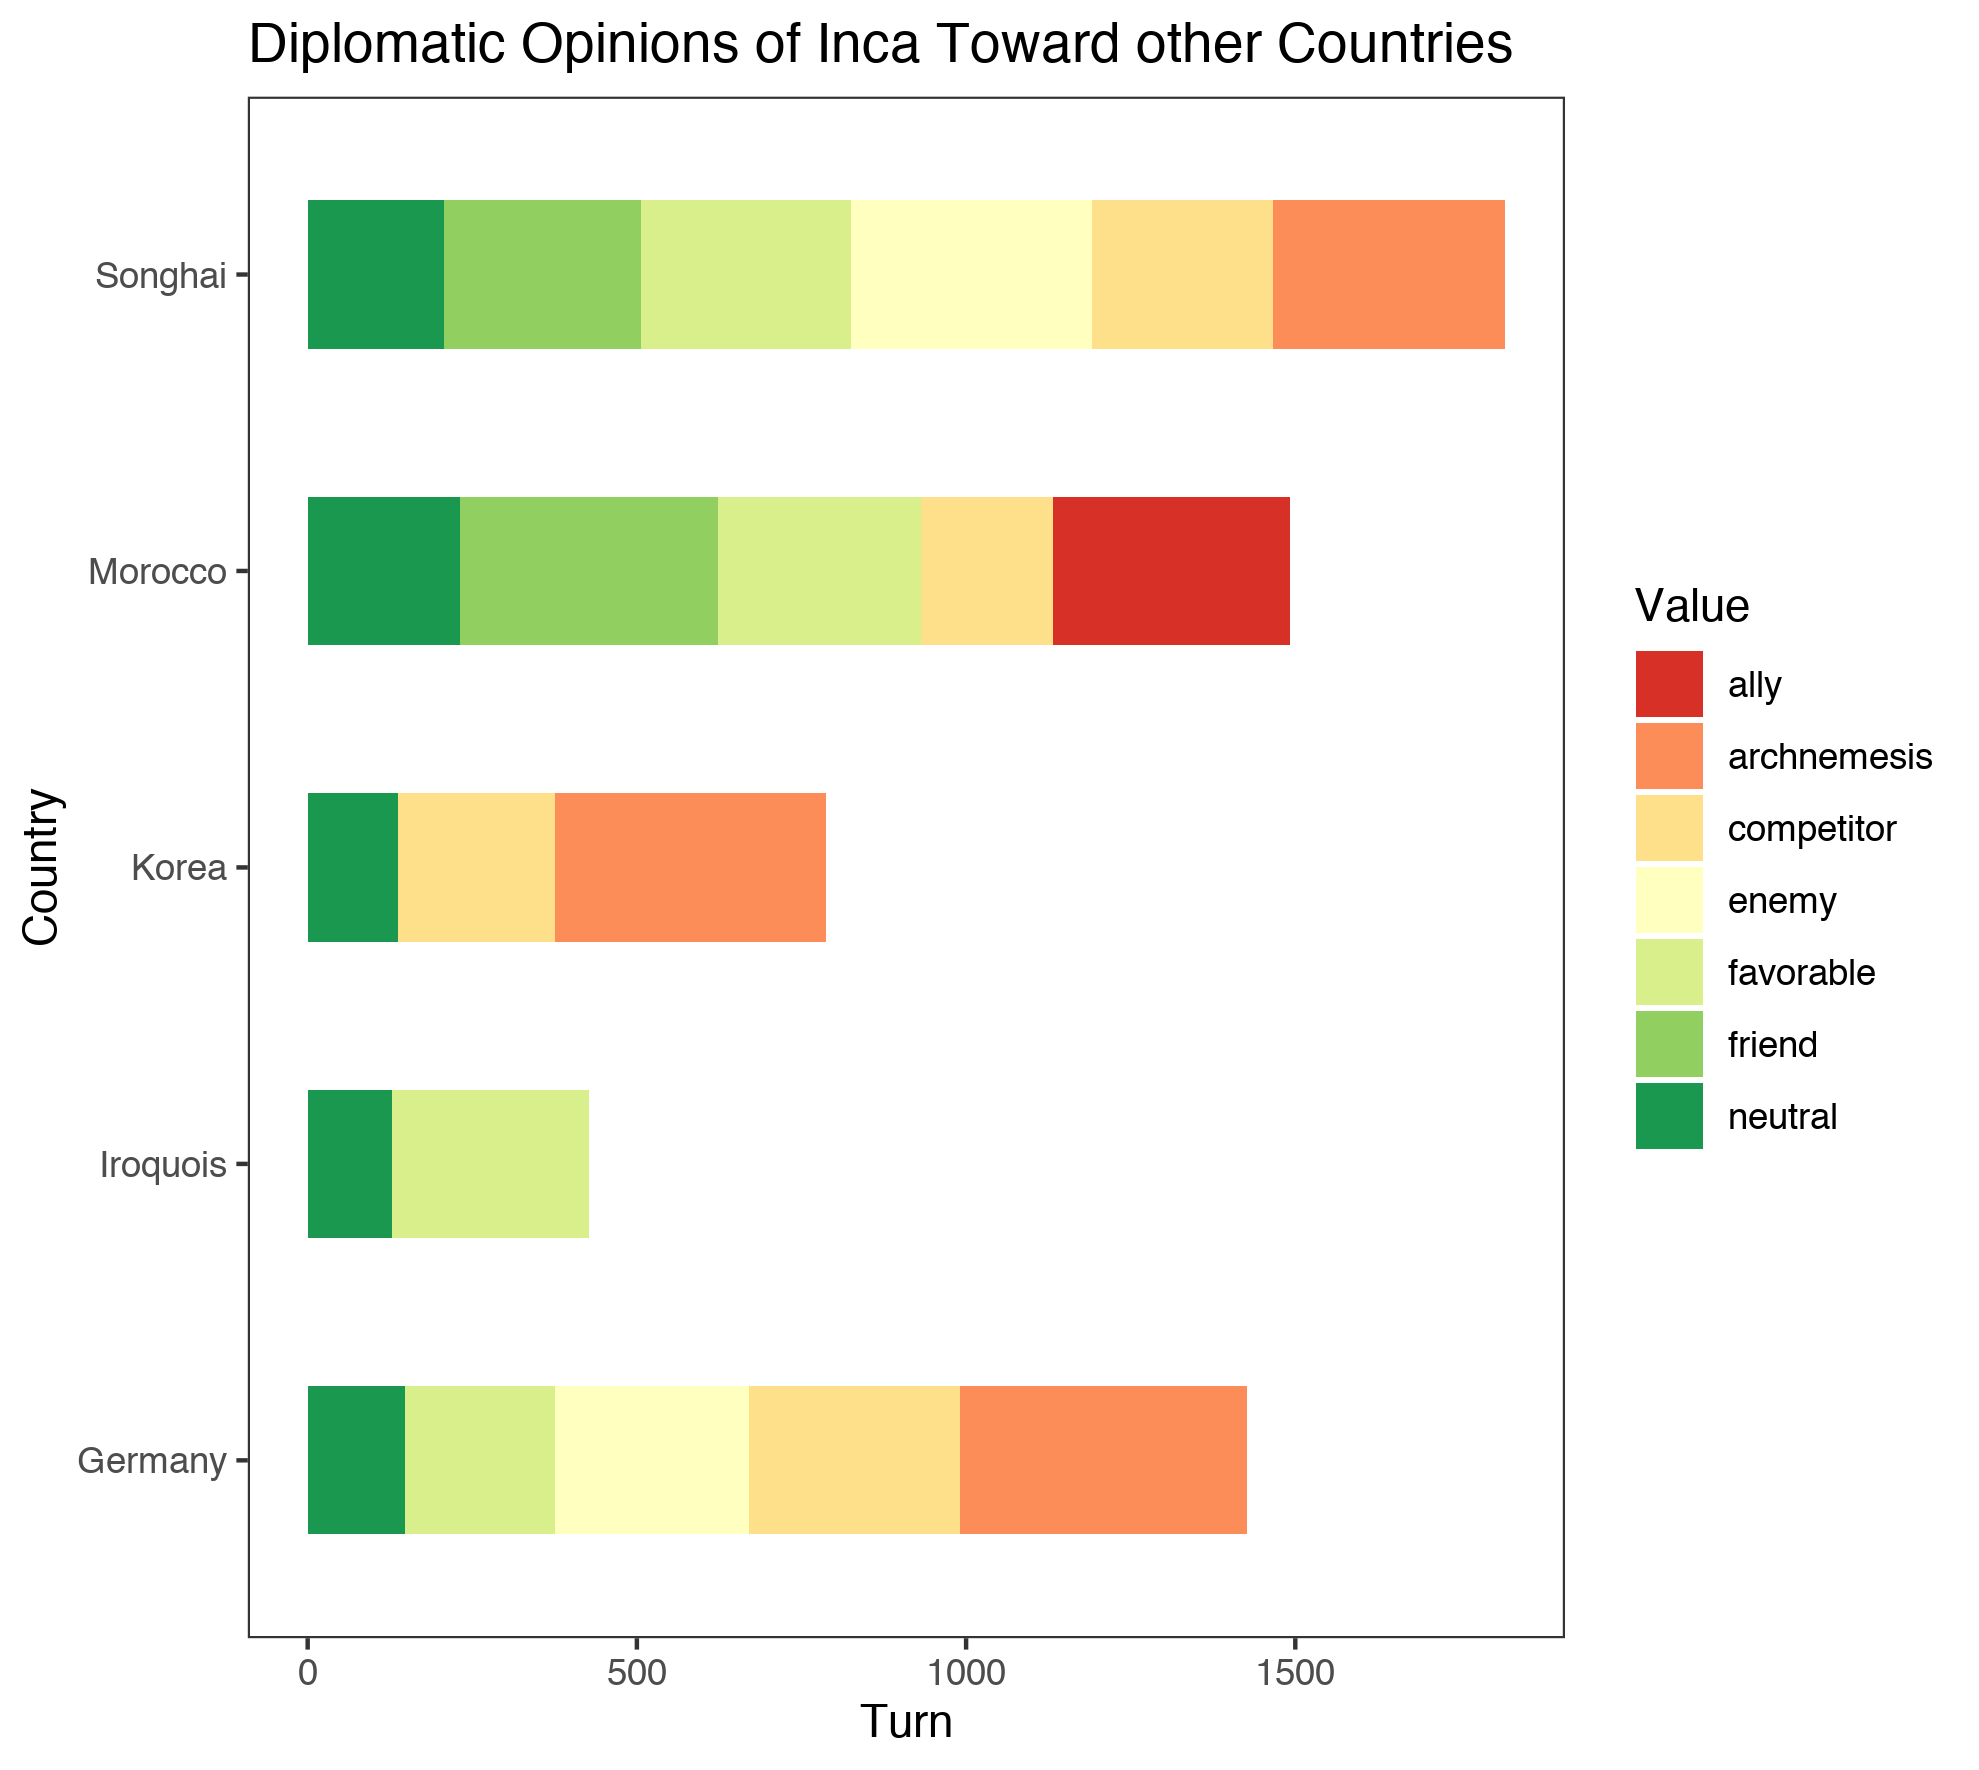 Diplomatic Opinions of Inca Toward other Countries
Songhai
Morocco
Korea
Iroquois
Germany
Country
0 500 1000 1500
Turn
Value
ally
archnemesis
competitor
enemy
favorable
friend
neutral